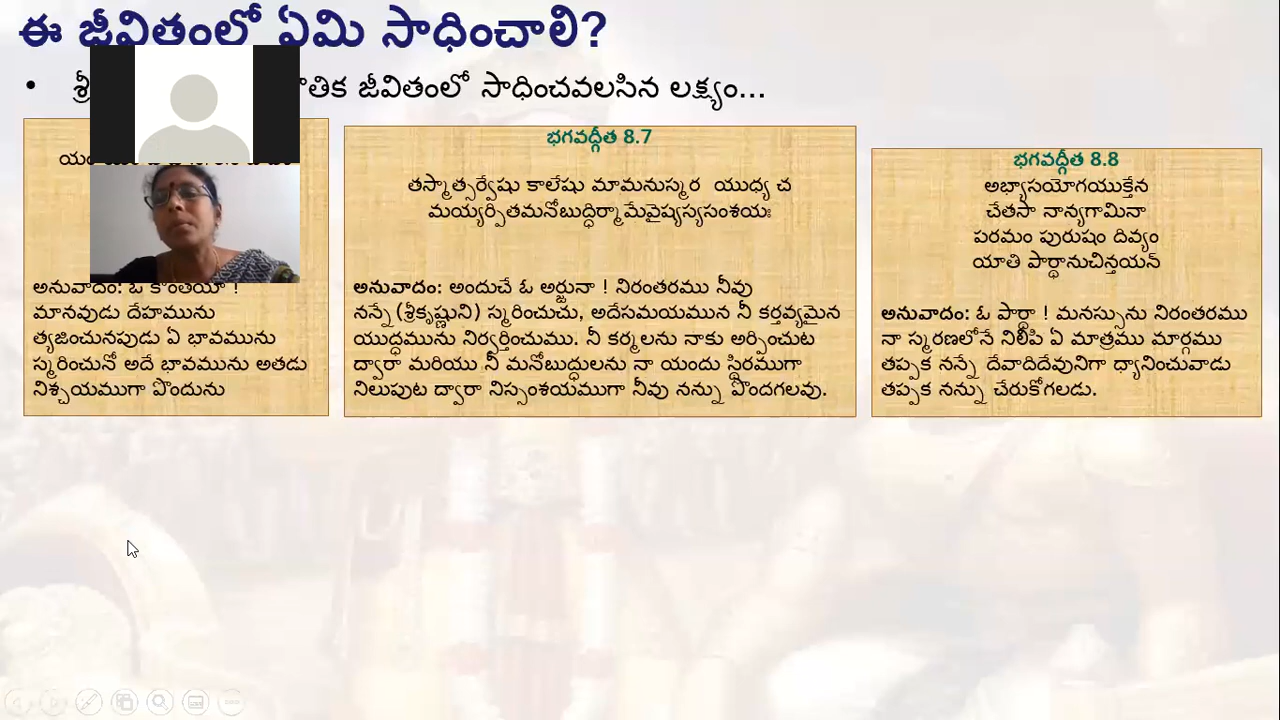 ఈ జీవితంలో ఏమి సాధించాలి?
• జీవితంలో సాధించవలసిన లక్ష్యం...
అనువాదం: ఓ కౌంతేయా !
మానవుడు దేహమును
త్యజించునపుడు ఏ భావమును
స్మరించునో అదే భావమును అతడు
నిశ్చయముగా పొందును
భగవద్గీత 8.7
తస్మాత్సర్వేషు కాలేషు మామనుస్మర యుధ్య చ
మయ్యర్పితమనోబుద్ధిర్మామేవైష్యస్యసంశయః
అనువాదం: అందుచే ఓ అర్జునా ! నిరంతరము నీవు
నన్నే (శ్రీకృష్ణుని) స్మరించుచు, అదేసమయమున నీ కర్తవ్యమైన
యుద్ధమును నిర్వర్తించుము. నీ కర్మలను నాకు అర్పించుట
ద్వారా మరియు నీ మనోబుద్ధులను నా యందు స్థిరముగా
నిలుపుట ద్వారా నిస్సంశయముగా నీవు నన్ను పొందగలవు.
భగవద్గీత 8.8
అభ్యాసయోగయుక్తేన
చేతసా నాన్యగామినా
పరమం పురుషం దివ్యం
యాతి పార్థానుచిన్తయన్
అనువాదం: ఓ పార్థా ! మనస్సును నిరంతరము
నా స్మరణలోనే నిలిపి ఏ మాత్రము మార్గము
తప్పక నన్నే దేవాదిదేవునిగా ధ్యానించువాడు
తప్పక నన్ను చేరుకోగలడు.